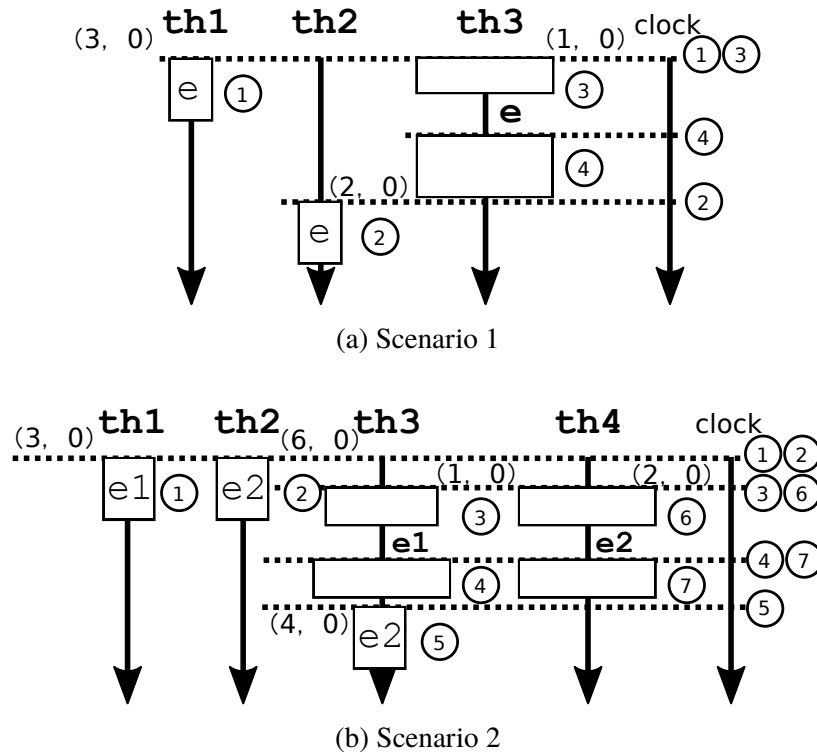 th1 th2 th3 clock
(3, 0) (1, 0) 1 3
e 1 3
e 4
4
(2, 0) 2
e 2
(a) Scenario 1
th1 th2 th3 th4 clock
(3, 0) (6, 0) 1 2
(1, 0) (2, 0)
e1 1 e2 2 3 6 3 6
e1 e2 4 7
4 7
(4, 0) 5
e2 5
(b) Scenario 2